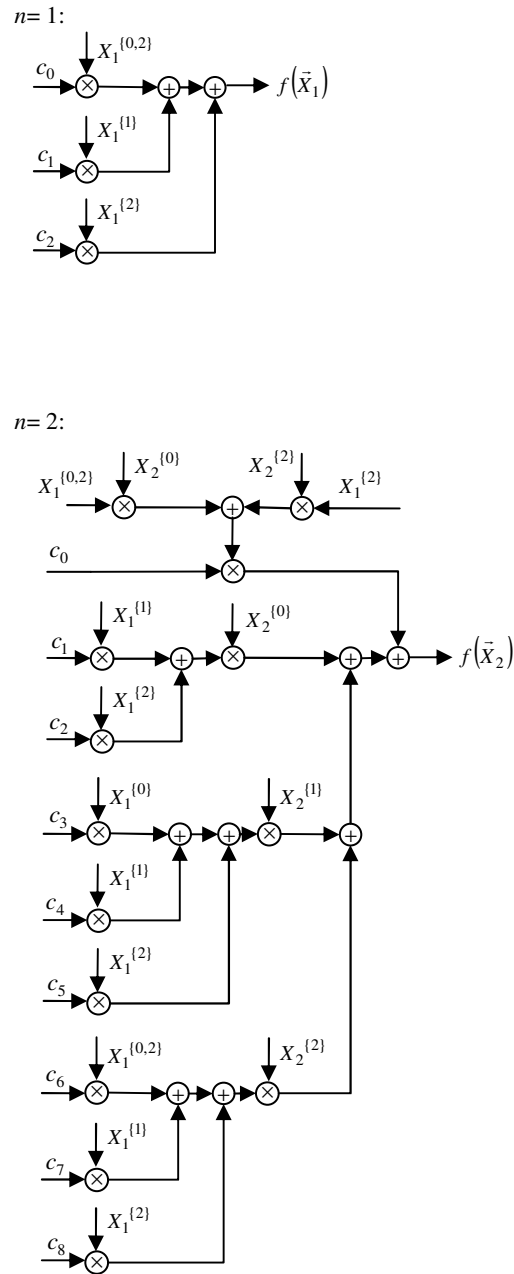 n= 1:
X₁{0,2}
c₀ × + + f(X⃗₁)
X₁{1}
c₁ ×
X₁{2}
c₂ ×
n= 2:
X₂{0} X₂{2}
X₁{0,2} × + × X₁{2}
c₀ ×
X₁{1} X₂{0}
c₁ × + × + + f(X⃗₂)
X₁{2}
c₂ ×
X₁{0} X₂{1}
c₃ × + + × +
X₁{1}
c₄ ×
X₁{2}
c₅ ×
X₁{0,2} X₂{2}
c₆ × + + ×
X₁{1}
c₇ ×
X₁{2}
c₈ ×